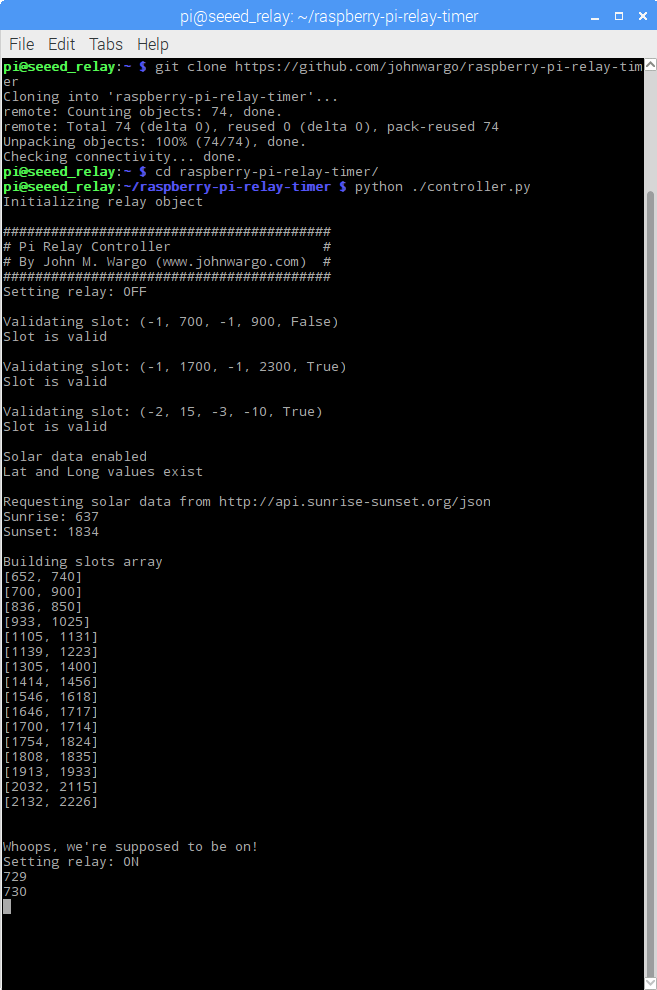 pi@seeed_relay: ~/raspberry-pi-relay-timer
File Edit Tabs Help
pi@seeed_relay:~ $ git clone https://github.com/johnwargo/raspberry-pi-relay-tim
er
Cloning into 'raspberry-pi-relay-timer'...
remote: Counting objects: 74, done.
remote: Total 74 (delta 0), reused 0 (delta 0), pack-reused 74
Unpacking objects: 100% (74/74), done.
Checking connectivity... done.
pi@seeed_relay:~ $ cd raspberry-pi-relay-timer/
pi@seeed_relay:~/raspberry-pi-relay-timer $ python ./controller.py
Initializing relay object
#########################################
# Pi Relay Controller                   #
# By John M. Wargo (www.johnwargo.com)  #
#########################################
Setting relay: OFF
Validating slot: (-1, 700, -1, 900, False)
Slot is valid
Validating slot: (-1, 1700, -1, 2300, True)
Slot is valid
Validating slot: (-2, 15, -3, -10, True)
Slot is valid
Solar data enabled
Lat and Long values exist
Requesting solar data from http://api.sunrise-sunset.org/json
Sunrise: 637
Sunset: 1834
Building slots array
[652, 740]
[700, 900]
[836, 850]
[933, 1025]
[1105, 1131]
[1139, 1223]
[1305, 1400]
[1414, 1456]
[1546, 1618]
[1646, 1717]
[1700, 1714]
[1754, 1824]
[1808, 1835]
[1913, 1933]
[2032, 2115]
[2132, 2226]
Whoops, we're supposed to be on!
Setting relay: ON
729
730